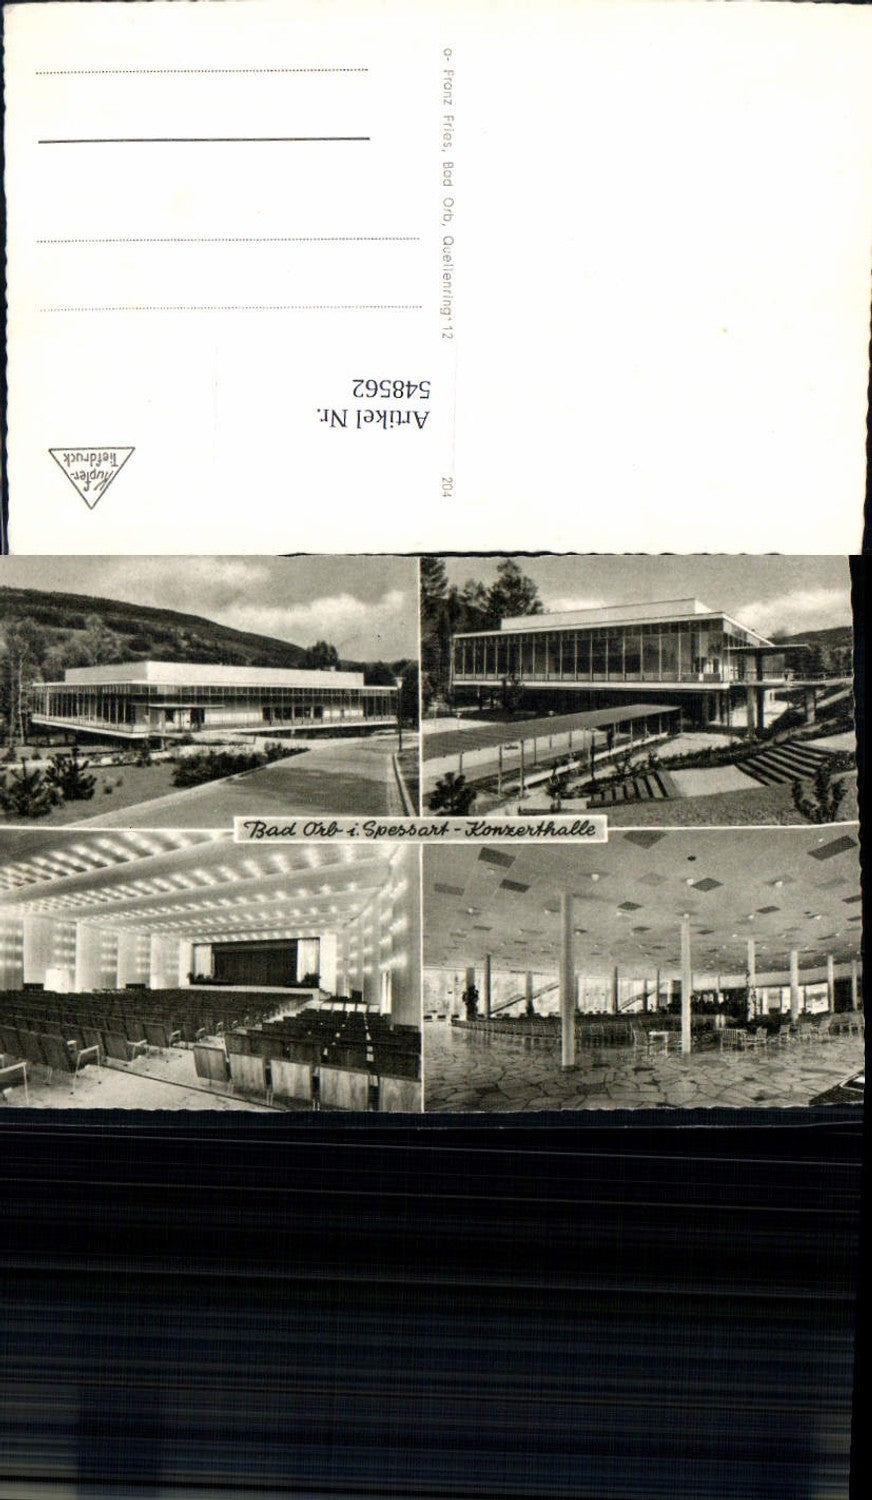 a- Franz Fries, Bad Orb, Quellenring 12
204
Artikel Nr.
548562
Kupfer-
Tiefdruck
Bad Orb i. Spessart - Konzerthalle